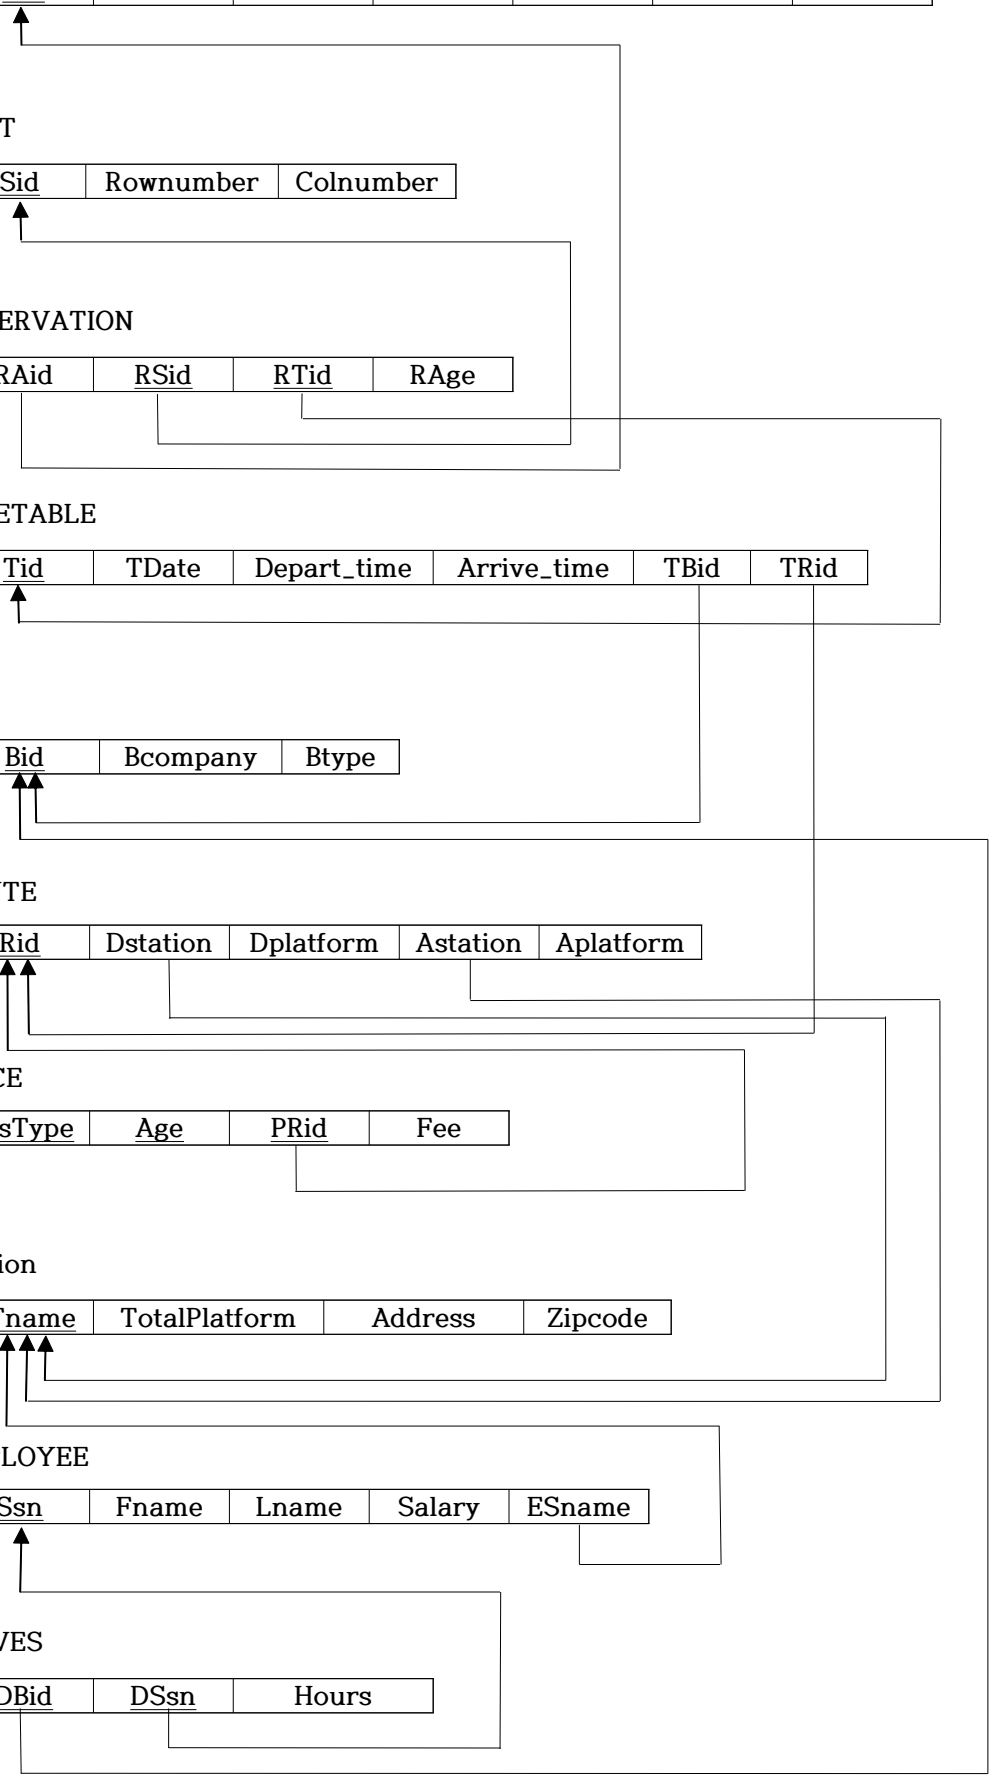 T
Sid Rownumber Colnumber
ERVATION
RAid RSid RTid RAge
ETABLE
Tid TDate Depart_time Arrive_time TBid TRid
Bid Bcompany Btype
TE
Rid Dstation Dplatform Astation Aplatform
CE
sType Age PRid Fee
ion
name TotalPlatform Address Zipcode
LOYEE
Ssn Fname Lname Salary ESname
VES
DBid DSsn Hours